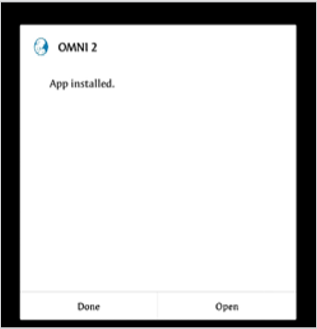 OMNI 2
App installed.
Done
Open